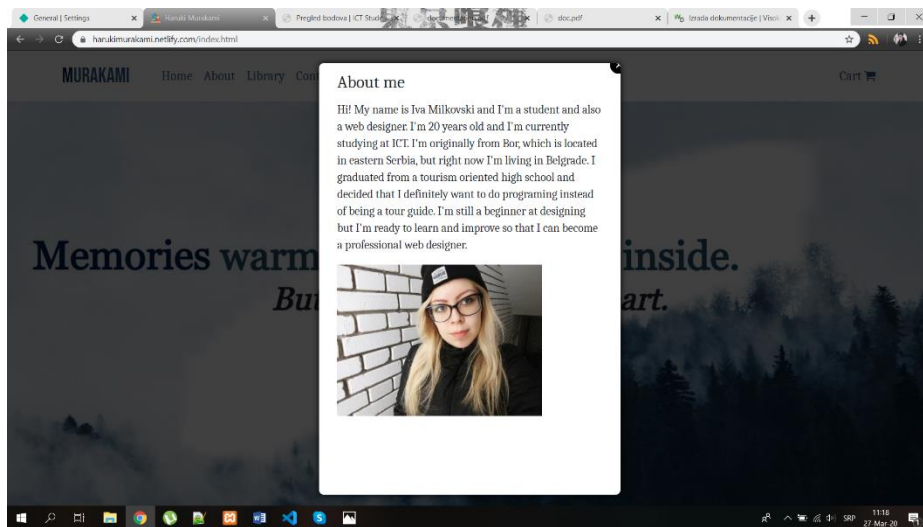 General | Settings
Haruki Murakami
Pregled bodova | ICT Stude
documentation.pdf
doc.pdf
Izrada dokumentacije | Visok
harukimurakami.netlify.com/index.html
MURAKAMI Home About Library Con
Cart
About me
Hi! My name is Iva Milkovski and I'm a student and also
a web designer. I'm 20 years old and I'm currently
studying at ICT. I'm originally from Bor, which is located
in eastern Serbia, but right now I'm living in Belgrade. I
graduated from a tourism oriented high school and
decided that I definitely want to do programing instead
of being a tour guide. I'm still a beginner at designing
but I'm ready to learn and improve so that I can become
a professional web designer.
Memories warm inside.
But art.
SRP
11:18
27-Mar-20